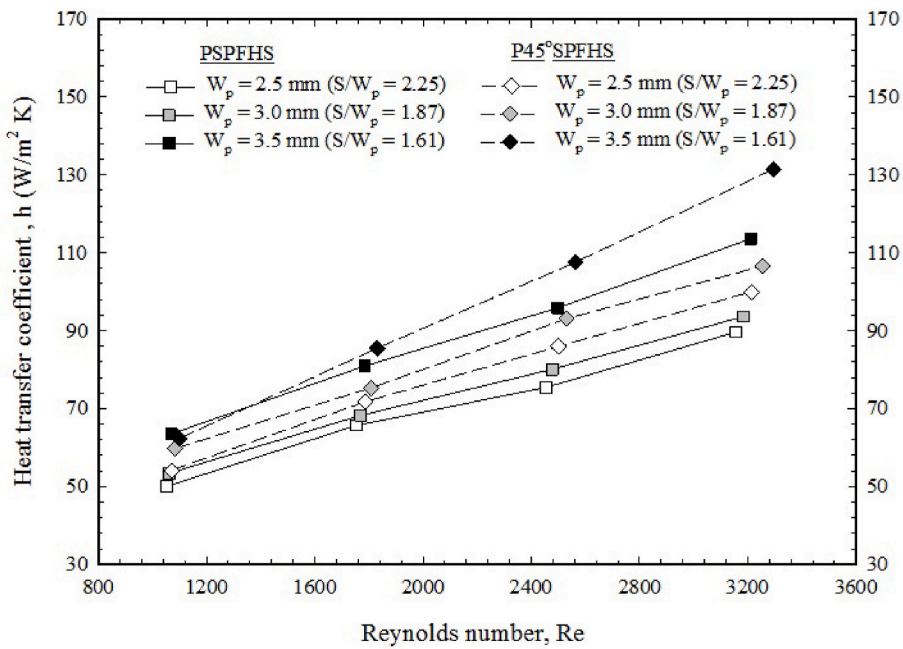 170
150
130
110
90
70
50
30
Heat transfer coefficient , h (W/m² K)
PSPFHS
Wₚ = 2.5 mm (S/Wₚ = 2.25)
Wₚ = 3.0 mm (S/Wₚ = 1.87)
Wₚ = 3.5 mm (S/Wₚ = 1.61)
P45°SPFHS
Wₚ = 2.5 mm (S/Wₚ = 2.25)
Wₚ = 3.0 mm (S/Wₚ = 1.87)
Wₚ = 3.5 mm (S/Wₚ = 1.61)
170
150
130
110
90
70
50
30
800 1200 1600 2000 2400 2800 3200 3600
Reynolds number, Re